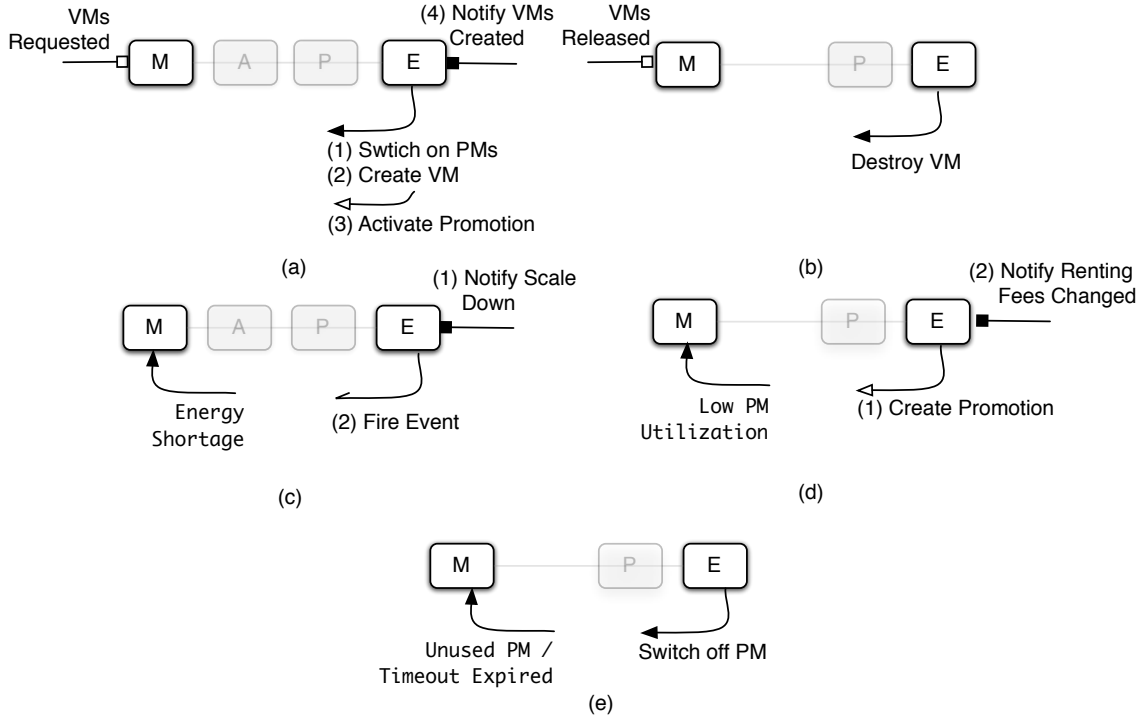 VMs
Requested
M
A
P
E
(4) Notify VMs
Created
(1) Swtich on PMs
(2) Create VM
(3) Activate Promotion
(a)
VMs
Released
M
P
E
Destroy VM
(b)
M
A
P
E
(1) Notify Scale
Down
Energy
Shortage
(2) Fire Event
(c)
M
P
E
(2) Notify Renting
Fees Changed
Low PM
Utilization
(1) Create Promotion
(d)
M
P
E
Unused PM /
Timeout Expired
Switch off PM
(e)